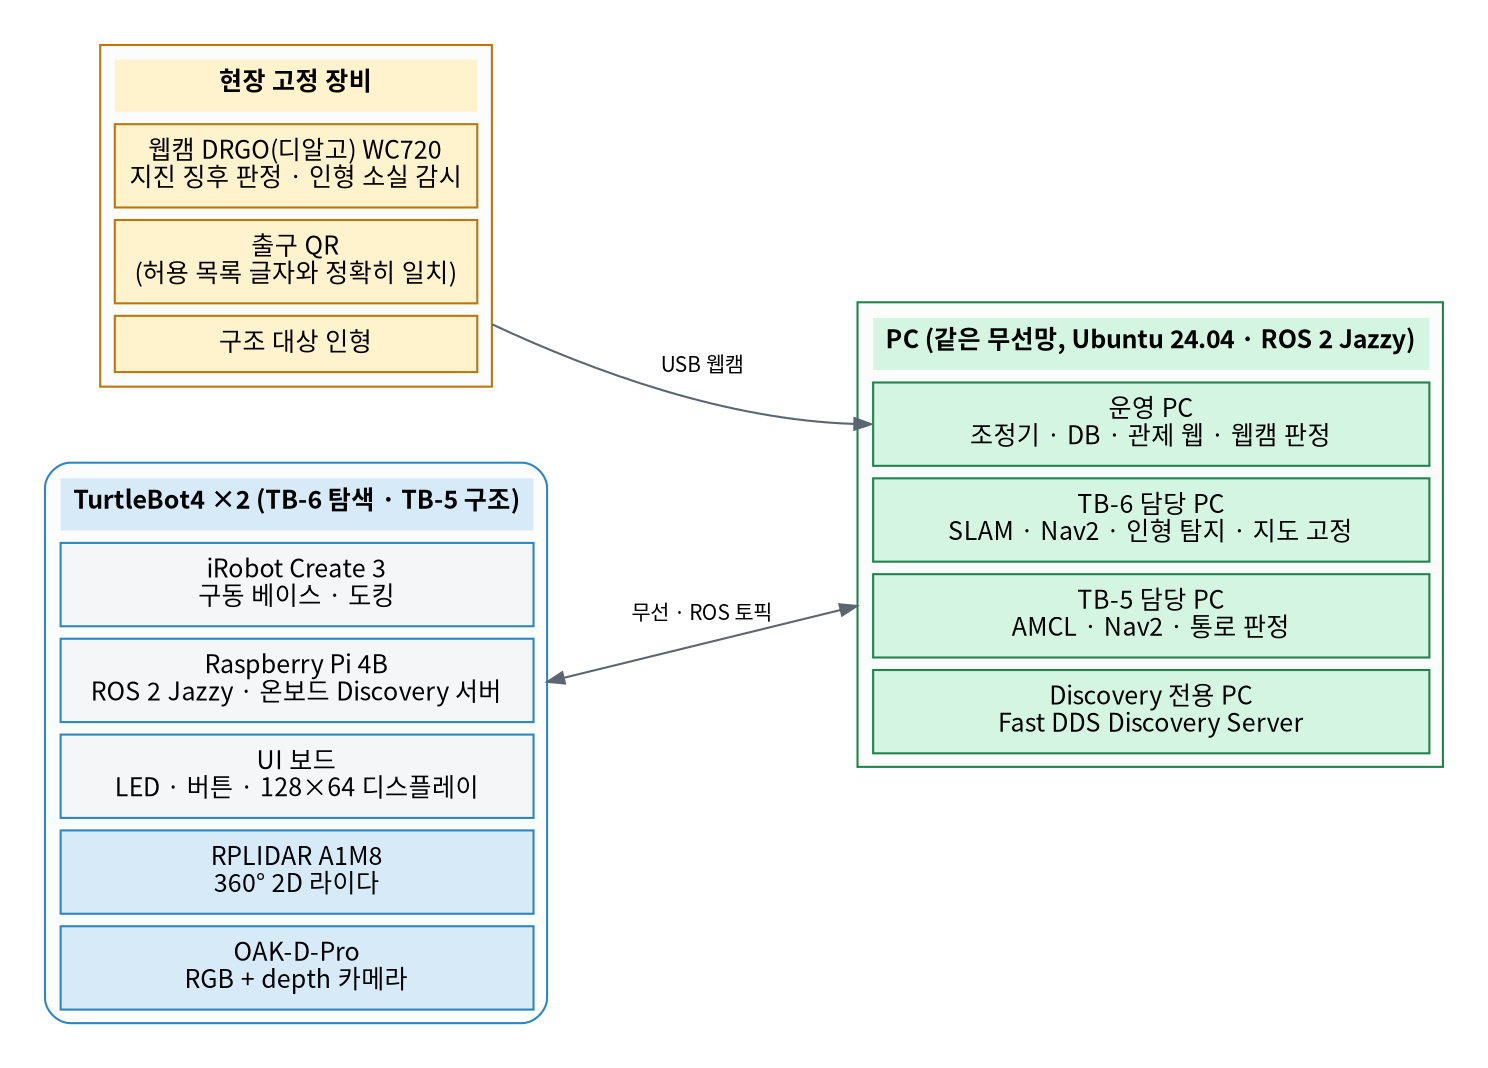 현장 고정 장비
웹캠 DRGO(디알고) WC720
지진 징후 판정 · 인형 소실 감시
출구 QR
(허용 목록 글자와 정확히 일치)
구조 대상 인형
USB 웹캠
PC (같은 무선망, Ubuntu 24.04 · ROS 2 Jazzy)
운영 PC
조정기 · DB · 관제 웹 · 웹캠 판정
TB-6 담당 PC
SLAM · Nav2 · 인형 탐지 · 지도 고정
TB-5 담당 PC
AMCL · Nav2 · 통로 판정
Discovery 전용 PC
Fast DDS Discovery Server
TurtleBot4 ×2 (TB-6 탐색 · TB-5 구조)
iRobot Create 3
구동 베이스 · 도킹
Raspberry Pi 4B
ROS 2 Jazzy · 온보드 Discovery 서버
UI 보드
LED · 버튼 · 128×64 디스플레이
RPLIDAR A1M8
360° 2D 라이다
OAK-D-Pro
RGB + depth 카메라
무선 · ROS 토픽